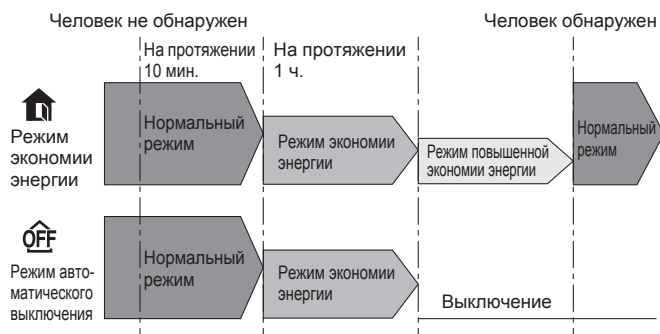 Человек не обнаружен
Человек обнаружен
На протяжении
10 мин.
На протяжении
1 ч.
Режим
экономии
энергии
Нормальный
режим
Режим экономии
энергии
Режим повышенной
экономии энергии
Нормальный
режим
OFF
Режим авто-
матического
выключения
Нормальный
режим
Режим экономии
энергии
Выключение